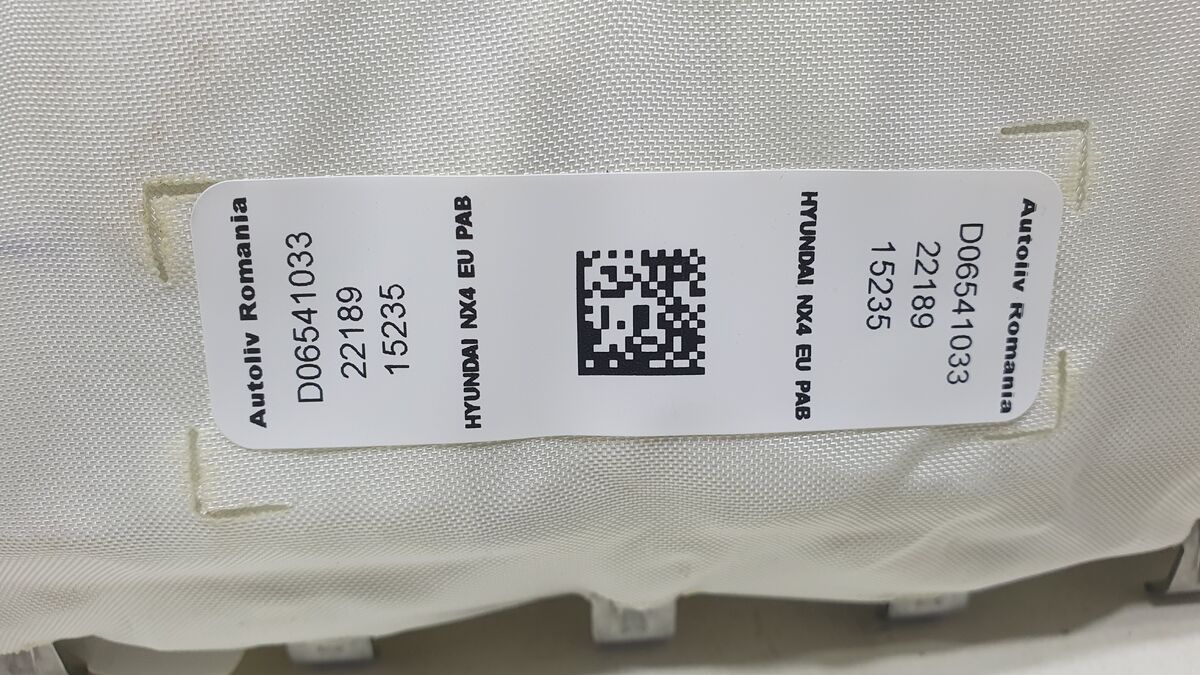 Autoliv Romania
D06541033
22189
15235
HYUNDAI NX4 EU PAB
HYUNDAI NX4 EU PAB
Autoliv Romania
D06541033
22189
15235